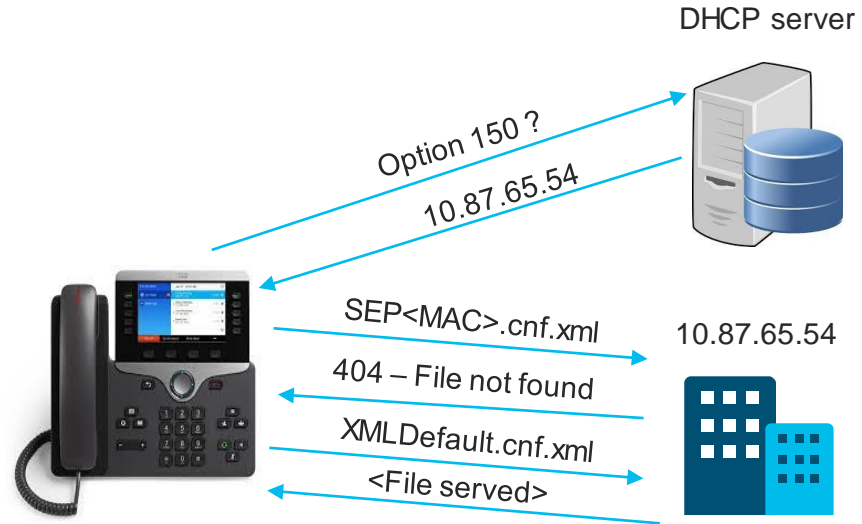 DHCP server
Option 150 ?
10.87.65.54
SEP<MAC>.cnf.xml
10.87.65.54
404 – File not found
XMLDefault.cnf.xml
<File served>